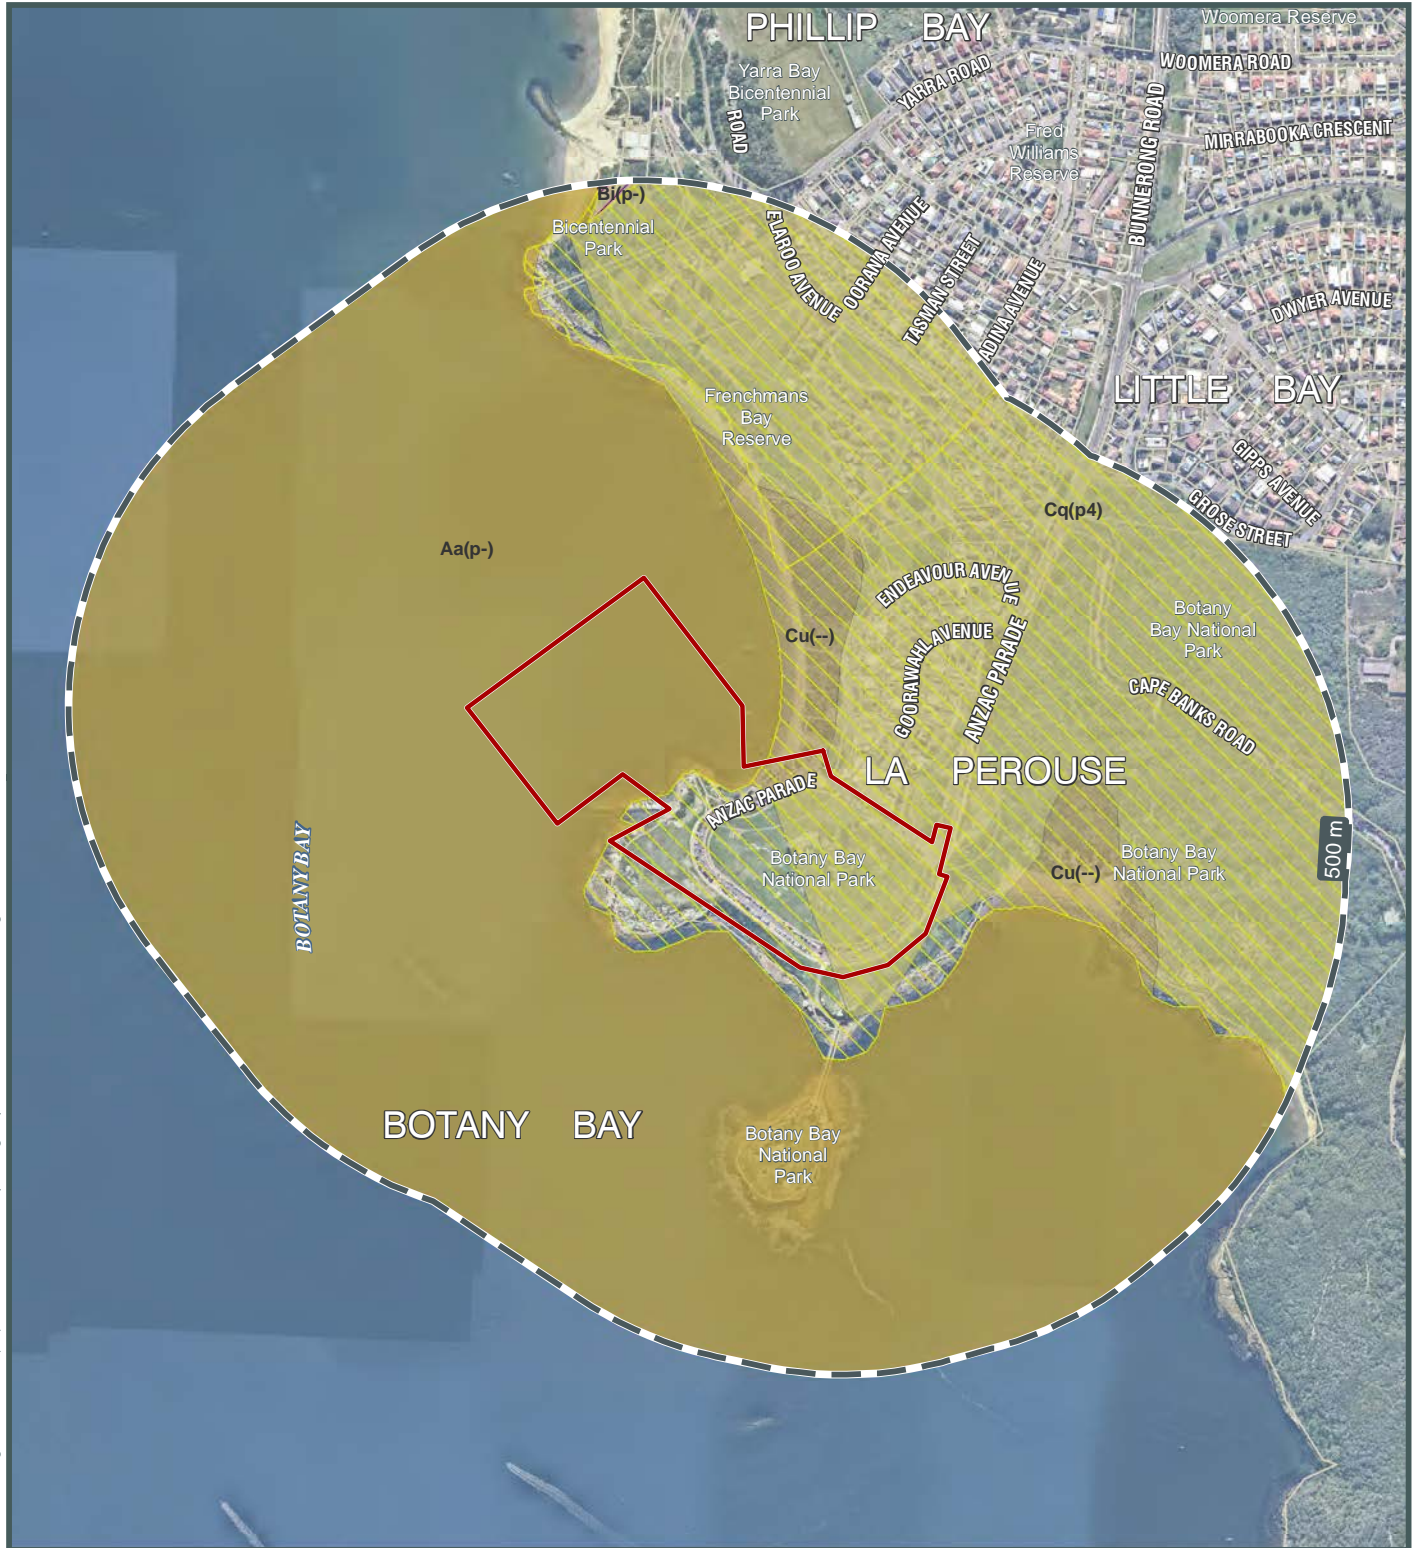 PHILLIP BAY
Woomera Reserve
WOOMERA ROAD
Yarra Bay
Bicentennial
Park
YARRA ROAD
ROAD
Fred
Williams
Reserve
BUNNERONG ROAD
MIRRABOOKA CRESCENT
Bi(p-)
Bicentennial
Park
ELAROO AVENUE
OORANA AVENUE
TASMAN STREET
ADINA AVENUE
DWYER AVENUE
LITTLE BAY
Frenchmans
Bay
Reserve
GIPPS AVENUE
GROSE STREET
Cq(p4)
Aa(p-)
ENDEAVOUR AVENUE
Botany
Bay National
Park
Cu(--)
GOORAWAHL AVENUE
ANZAC PARADE
CAPE BANKS ROAD
LA PEROUSE
ANZAC PARADE
Botany Bay
National Park
Cu(--)
Botany Bay
National Park
500 m
BOTANY BAY
BOTANY BAY
Botany Bay
National
Park